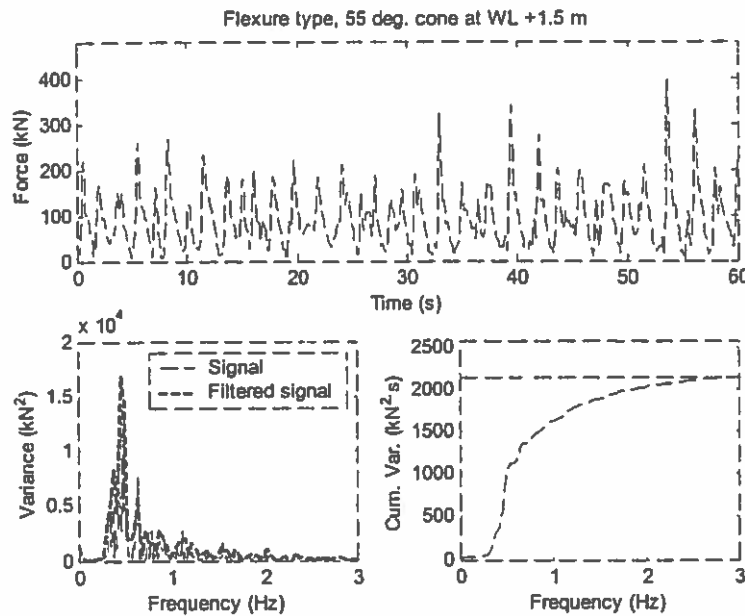 Flexure type, 55 deg. cone at WL +1.5 m
400
300
200
100
0
Force (kN)
0 10 20 30 40 50 60
Time (s)
x 10^4
2
1.5
1
0.5
0
Variance (kN²)
Signal
Filtered signal
0 1 2 3
Frequency (Hz)
2500
2000
1500
1000
500
0
Cum. Var. (kN² s)
0 1 2 3
Frequency (Hz)